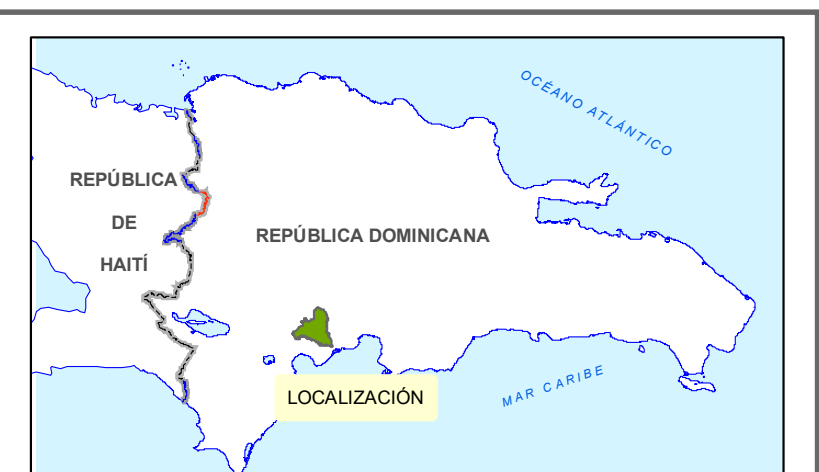 OCÉANO ATLÁNTICO
REPÚBLICA
DE
HAITÍ
REPÚBLICA DOMINICANA
LOCALIZACIÓN
MAR CARIBE